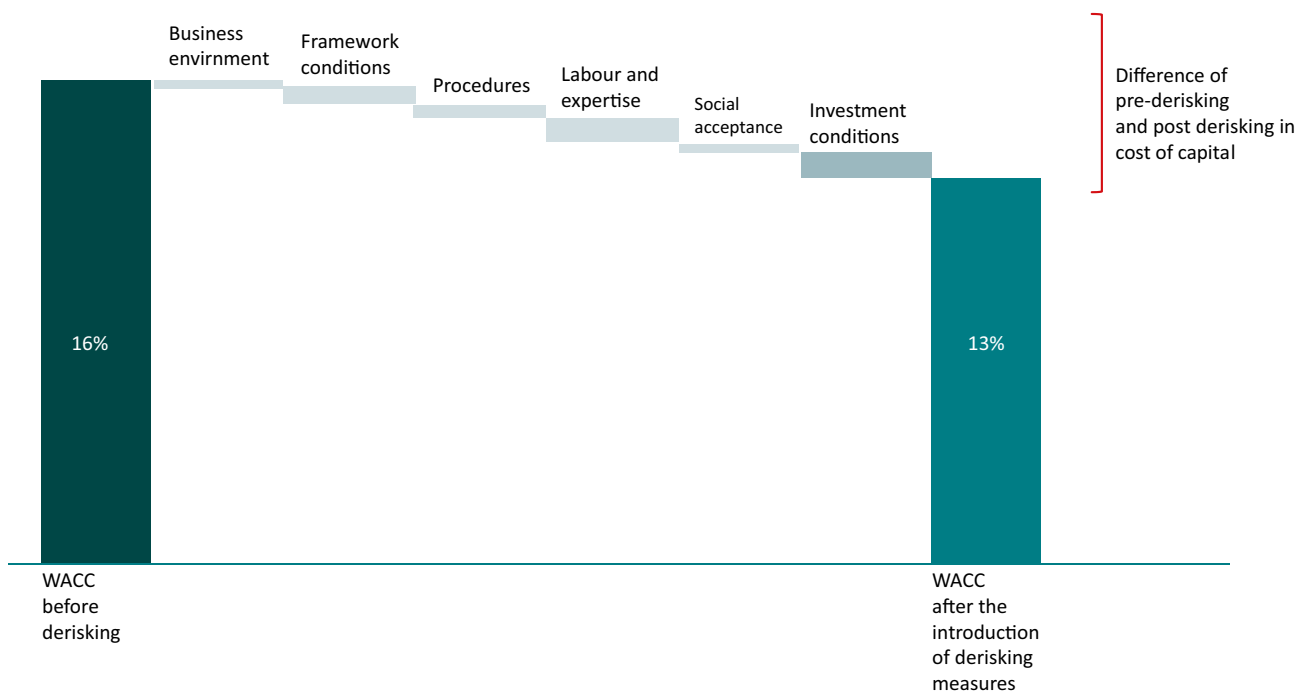 Business
envirnment
Framework
conditions
Procedures
Labour and
expertise
Social
acceptance
Investment
conditions
Difference of
pre-derisking
and post derisking in
cost of capital
16%
13%
WACC
before
derisking
WACC
after the
introduction
of derisking
measures